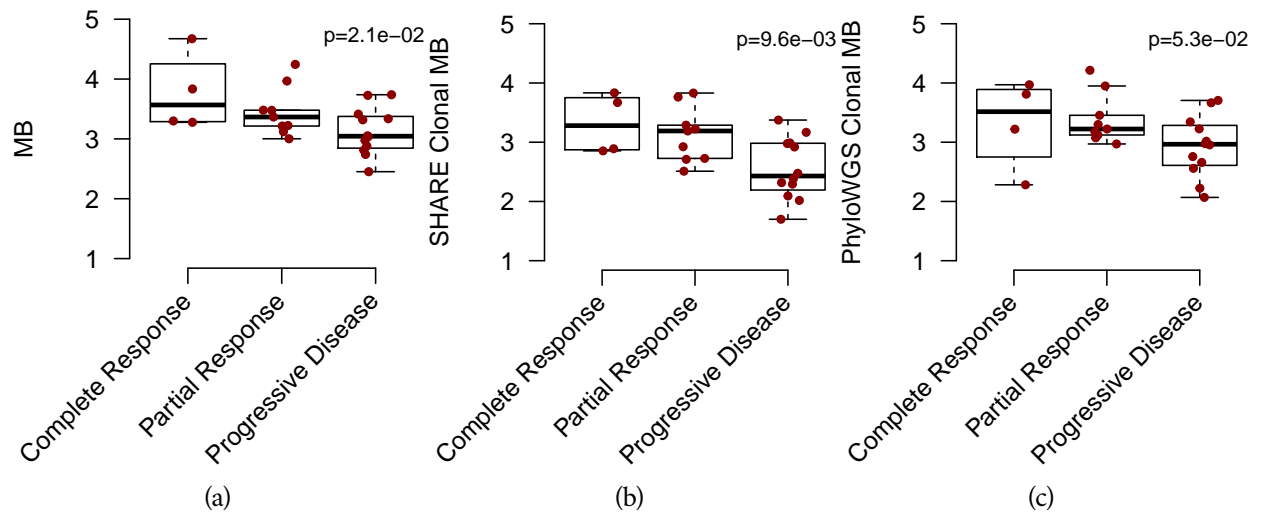 MB
5
4
3
2
1
p=2.1e−02
Complete Response
Partial Response
Progressive Disease
(a)
SHARE Clonal MB
5
4
3
2
1
p=9.6e−03
Complete Response
Partial Response
Progressive Disease
(b)
PhyloWGS Clonal MB
5
4
3
2
1
p=5.3e−02
Complete Response
Partial Response
Progressive Disease
(c)